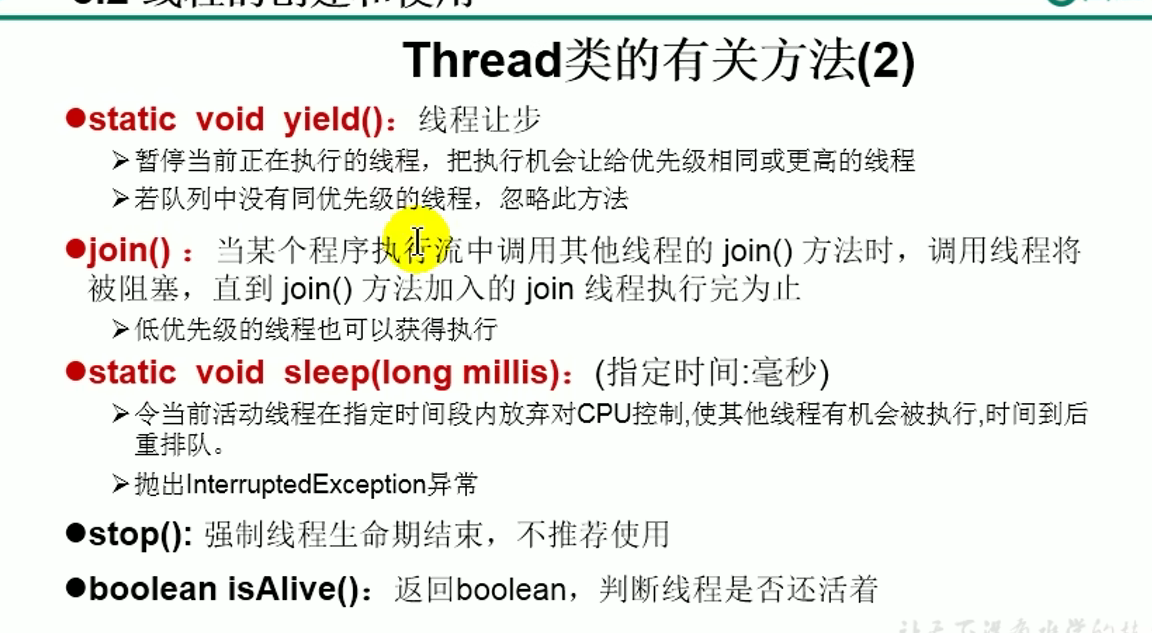 Thread类的有关方法(2)
●static void yield()：线程让步
➢暂停当前正在执行的线程，把执行机会让给优先级相同或更高的线程
➢若队列中没有同优先级的线程，忽略此方法
●join() ：当某个程序执行流中调用其他线程的 join() 方法时，调用线程将
被阻塞，直到 join() 方法加入的 join 线程执行完为止
➢低优先级的线程也可以获得执行
●static void sleep(long millis)：(指定时间:毫秒)
➢令当前活动线程在指定时间段内放弃对CPU控制,使其他线程有机会被执行,时间到后
重排队。
➢抛出InterruptedException异常
●stop(): 强制线程生命期结束，不推荐使用
●boolean isAlive()：返回boolean，判断线程是否还活着